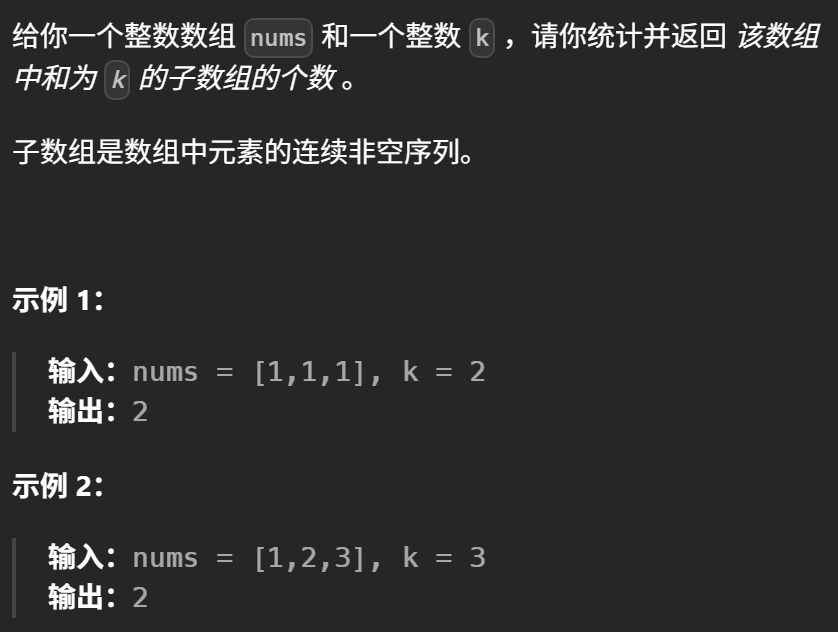 给你一个整数数组 nums 和一个整数 k ，请你统计并返回 该数组
中和为 k 的子数组的个数 。
子数组是数组中元素的连续非空序列。
示例 1：
输入：nums = [1,1,1], k = 2
输出：2
示例 2：
输入：nums = [1,2,3], k = 3
输出：2